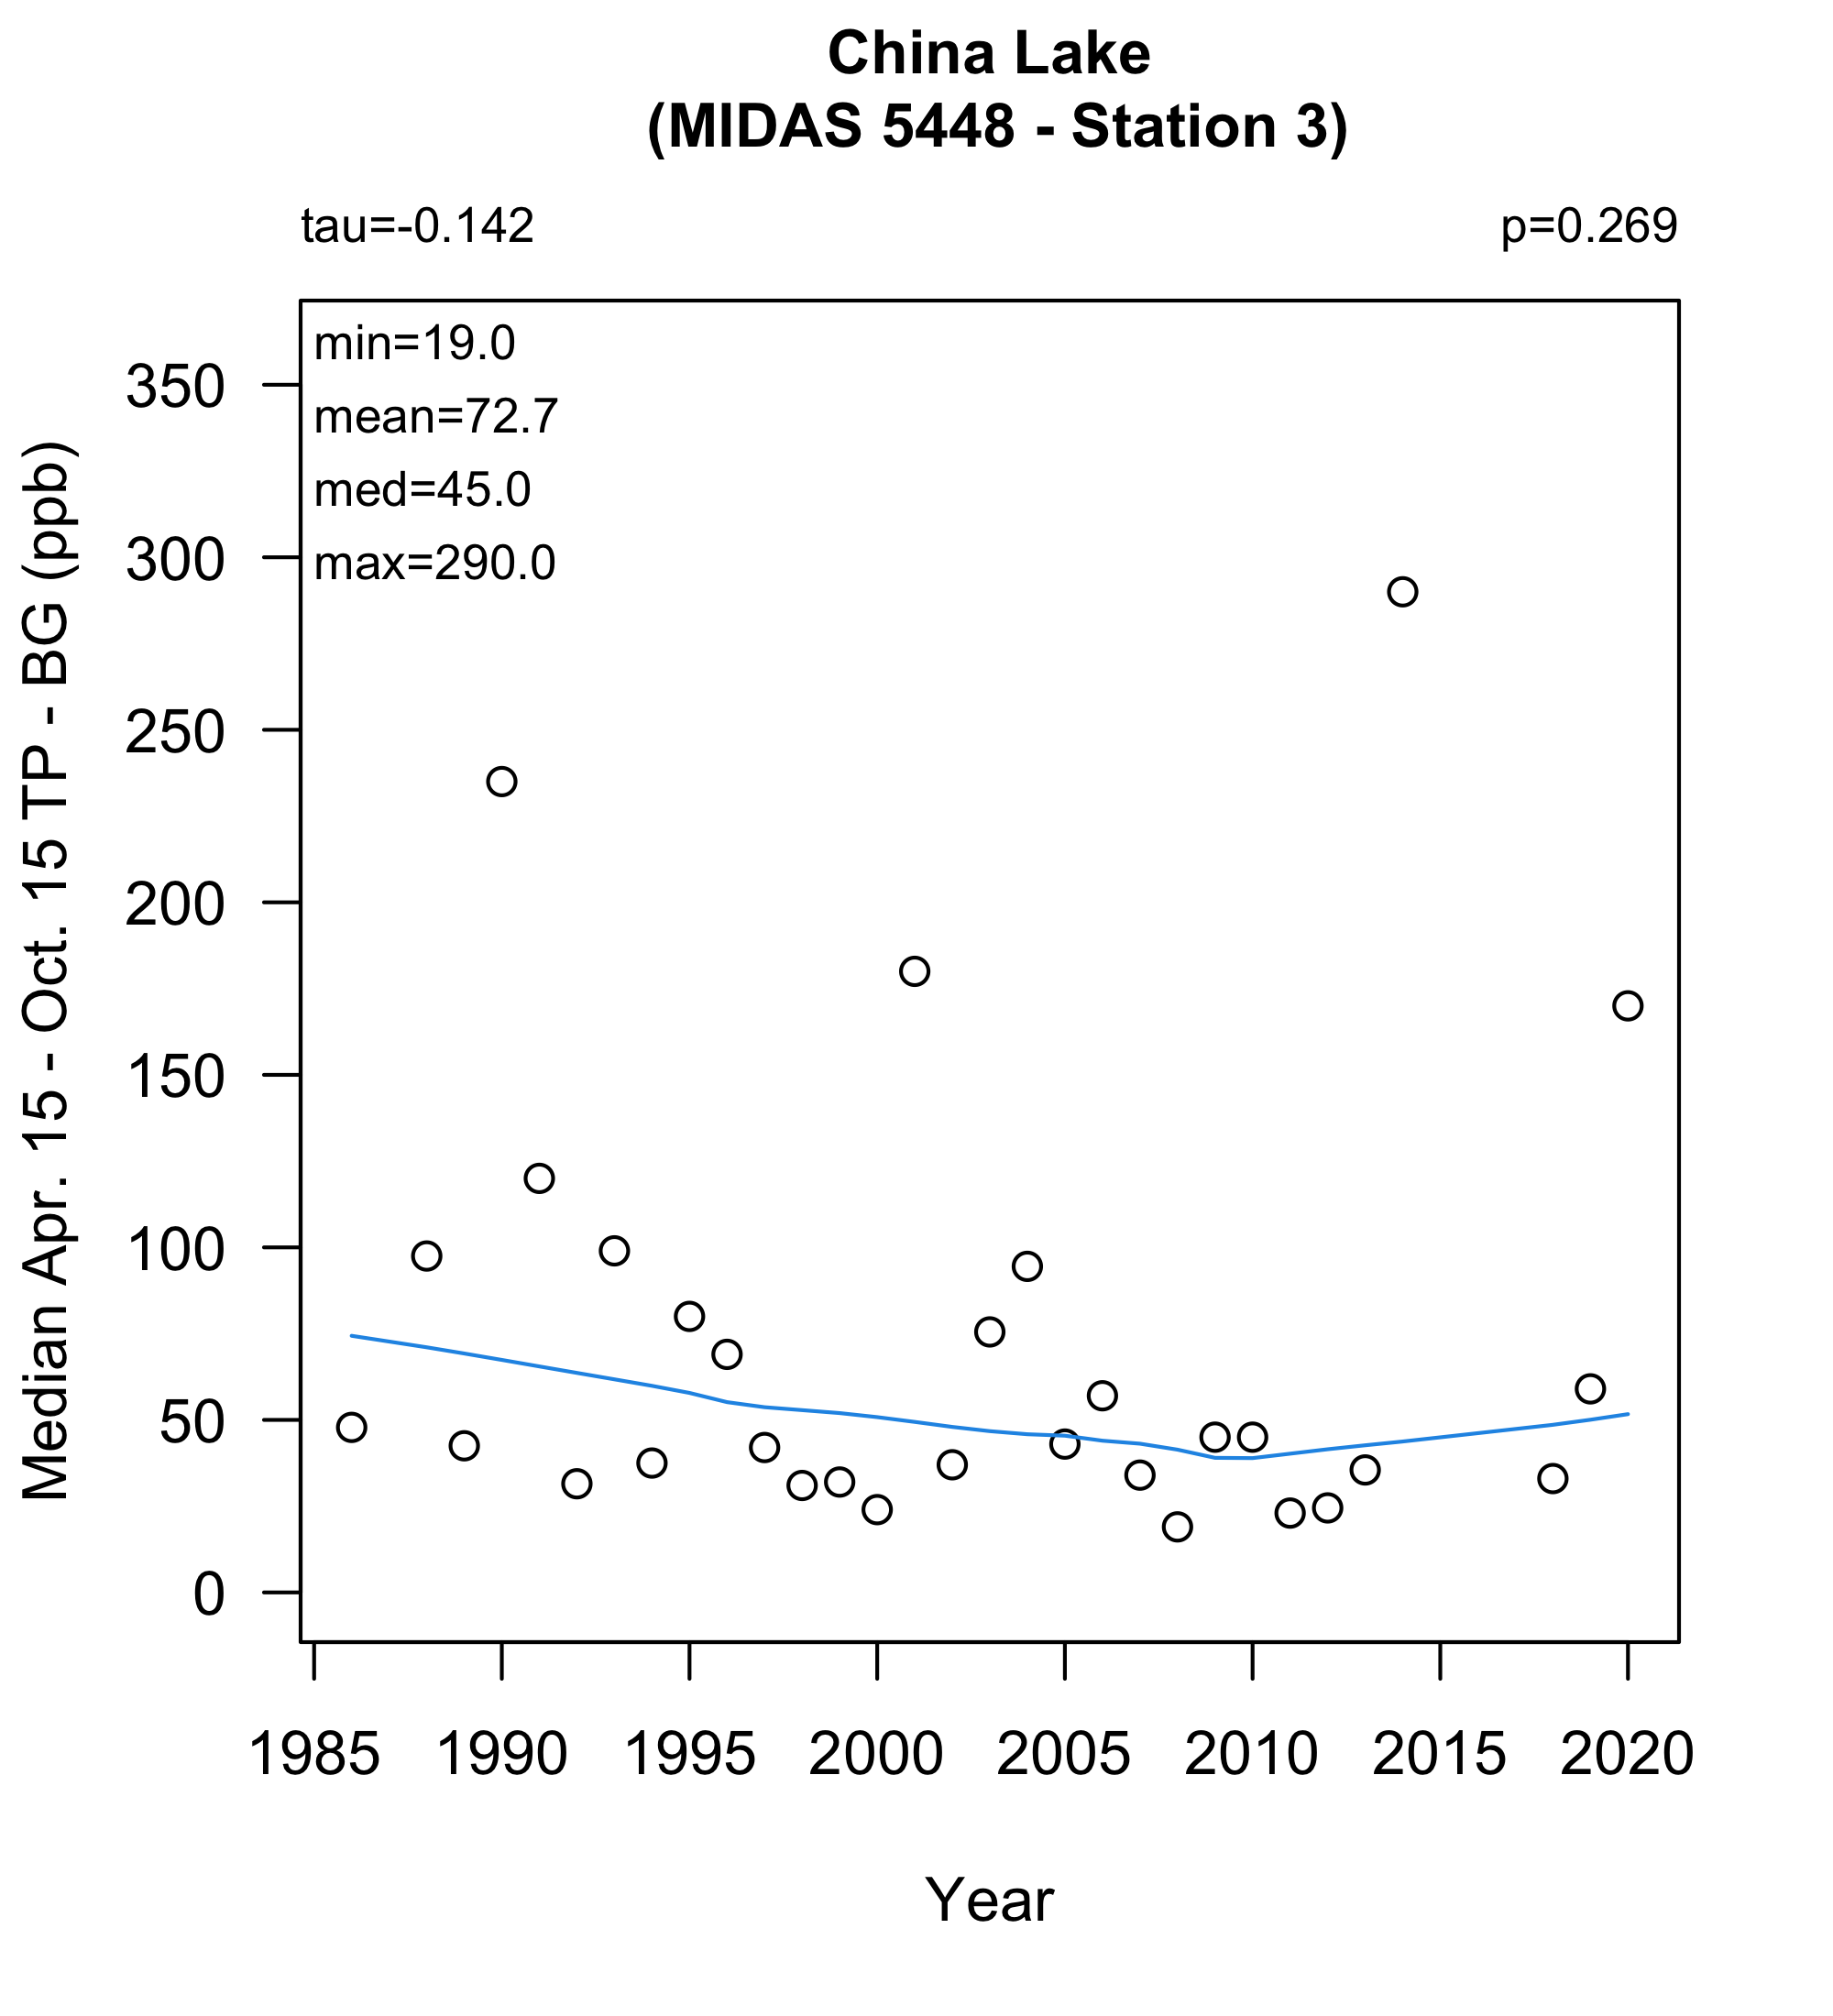 China Lake
(MIDAS 5448 - Station 3)
tau=-0.142
p=0.269
min=19.0
mean=72.7
med=45.0
max=290.0
Median Apr. 15 - Oct. 15 TP - BG (ppb)
350
300
250
200
150
100
50
0
1985 1990 1995 2000 2005 2010 2015 2020
Year